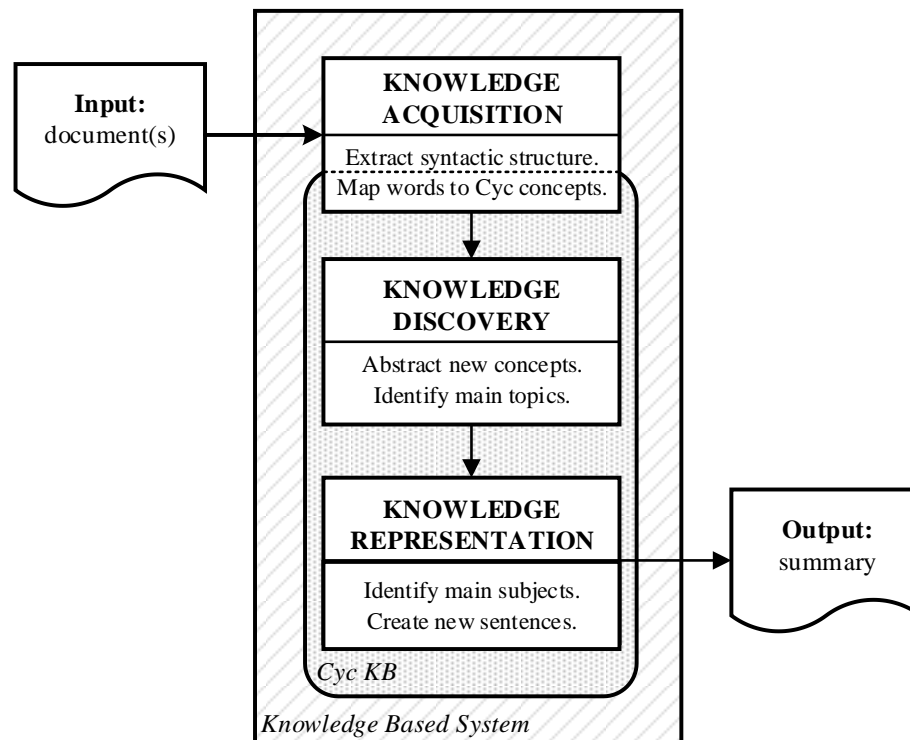 Input:
document(s)
KNOWLEDGE
ACQUISITION
Extract syntactic structure.
Map words to Cyc concepts.
KNOWLEDGE
DISCOVERY
Abstract new concepts.
Identify main topics.
KNOWLEDGE
REPRESENTATION
Identify main subjects.
Create new sentences.
Output:
summary
Cyc KB
Knowledge Based System